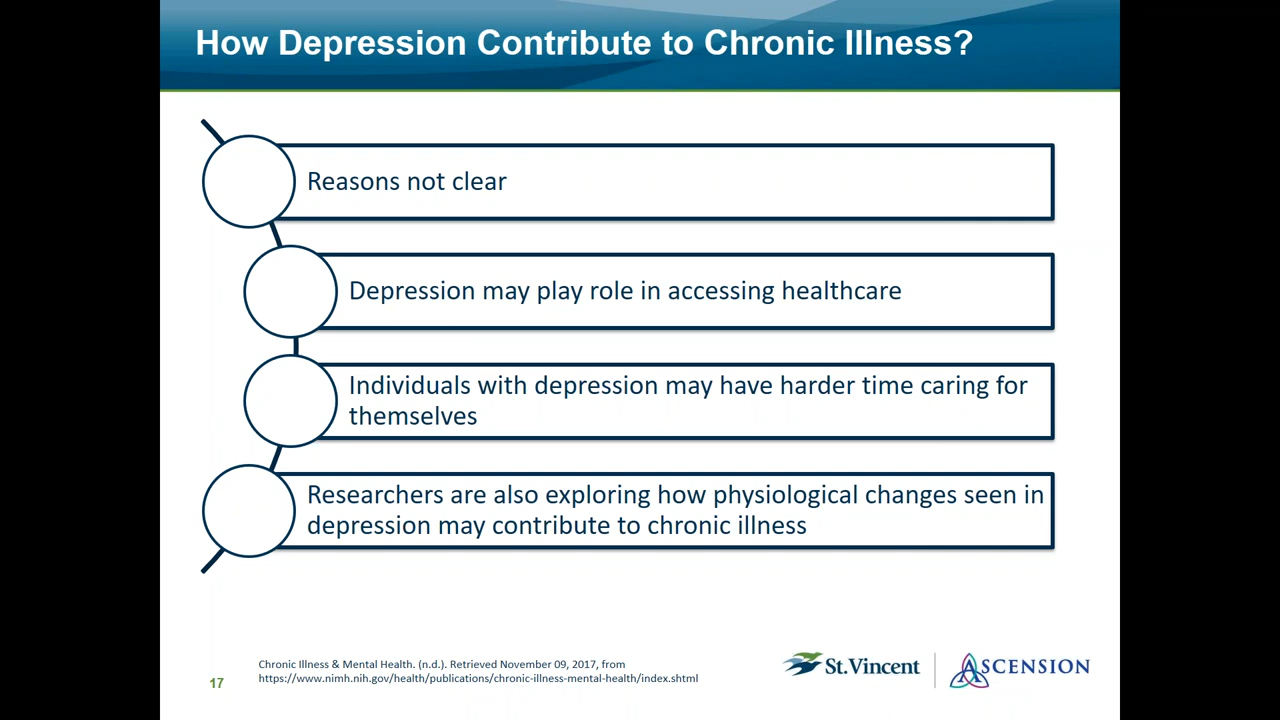 How Depression Contribute to Chronic Illness?
Reasons not clear
Depression may play role in accessing healthcare
Individuals with depression may have harder time caring for
themselves
Researchers are also exploring how physiological changes seen in
depression may contribute to chronic illness
Chronic Illness & Mental Health. (n.d.). Retrieved November 09, 2017, from
https://www.nimh.nih.gov/health/publications/chronic-illness-mental-health/index.shtml
17
St.Vincent
ASCENSION